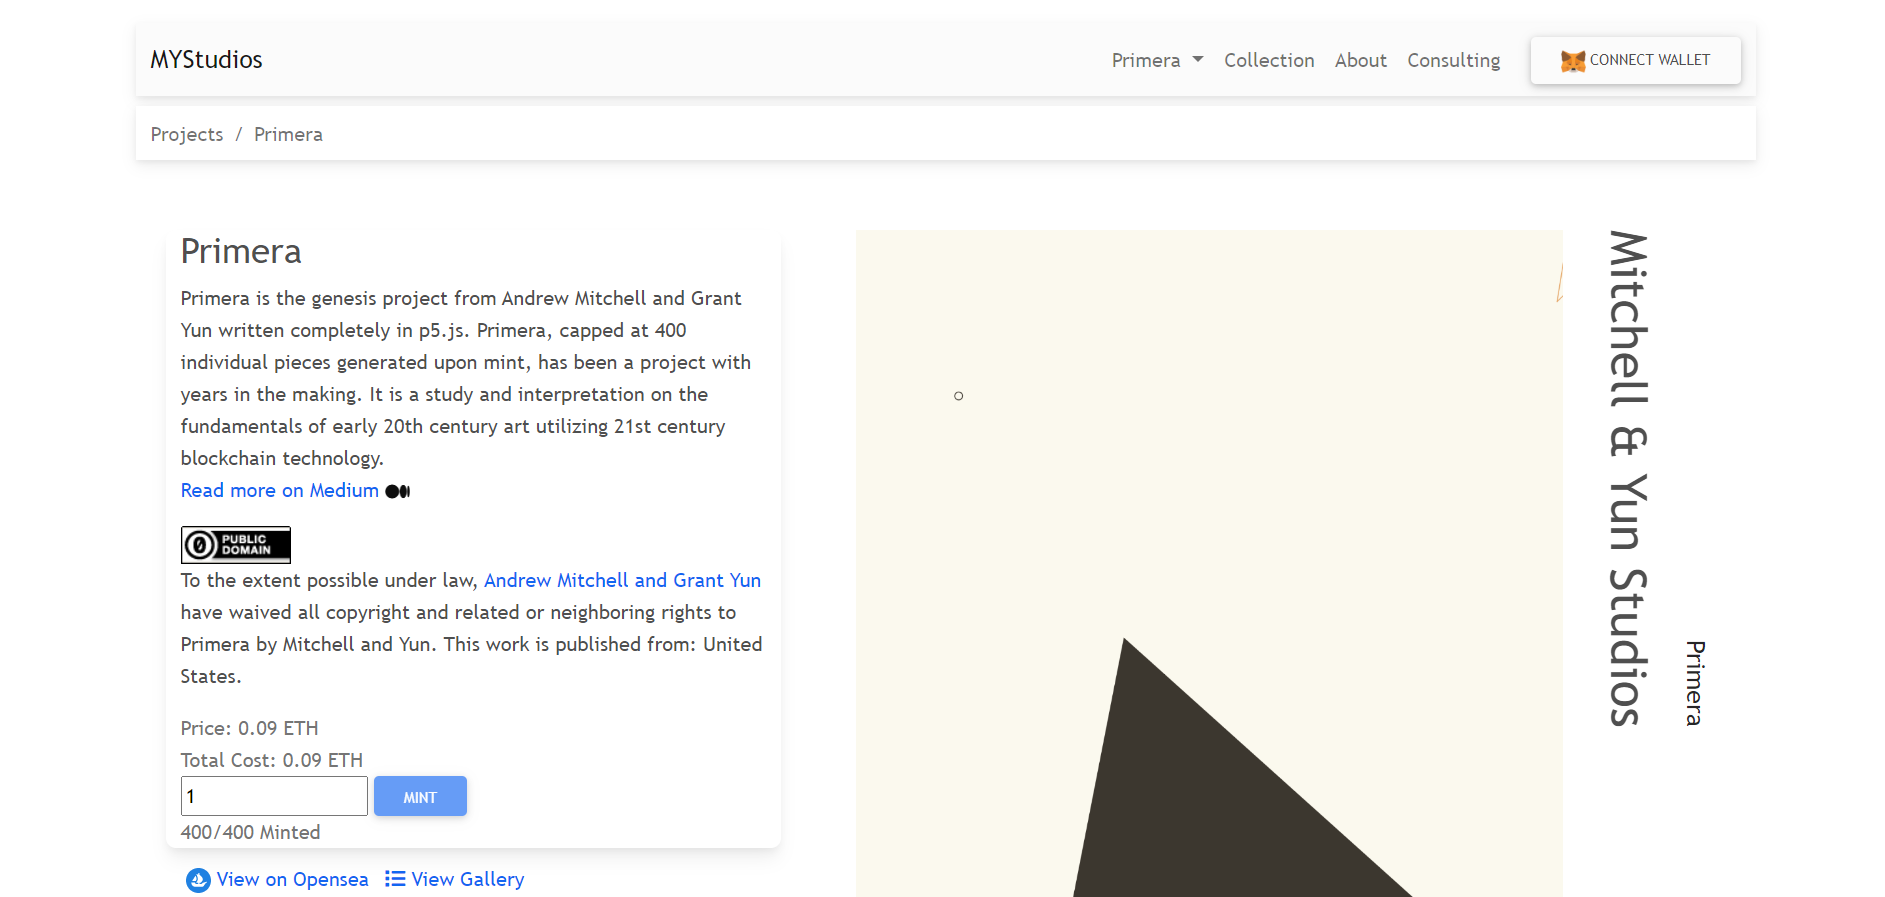 MYStudios
Primera
Collection
About
Consulting
CONNECT WALLET
Projects / Primera
Primera
Primera is the genesis project from Andrew Mitchell and Grant
Yun written completely in p5.js. Primera, capped at 400
individual pieces generated upon mint, has been a project with
years in the making. It is a study and interpretation on the
fundamentals of early 20th century art utilizing 21st century
blockchain technology.
Read more on Medium
PUBLIC
DOMAIN
To the extent possible under law, Andrew Mitchell and Grant Yun
have waived all copyright and related or neighboring rights to
Primera by Mitchell and Yun. This work is published from: United
States.
Price: 0.09 ETH
Total Cost: 0.09 ETH
1
MINT
400/400 Minted
View on Opensea
View Gallery
Mitchell & Yun Studios
Primera